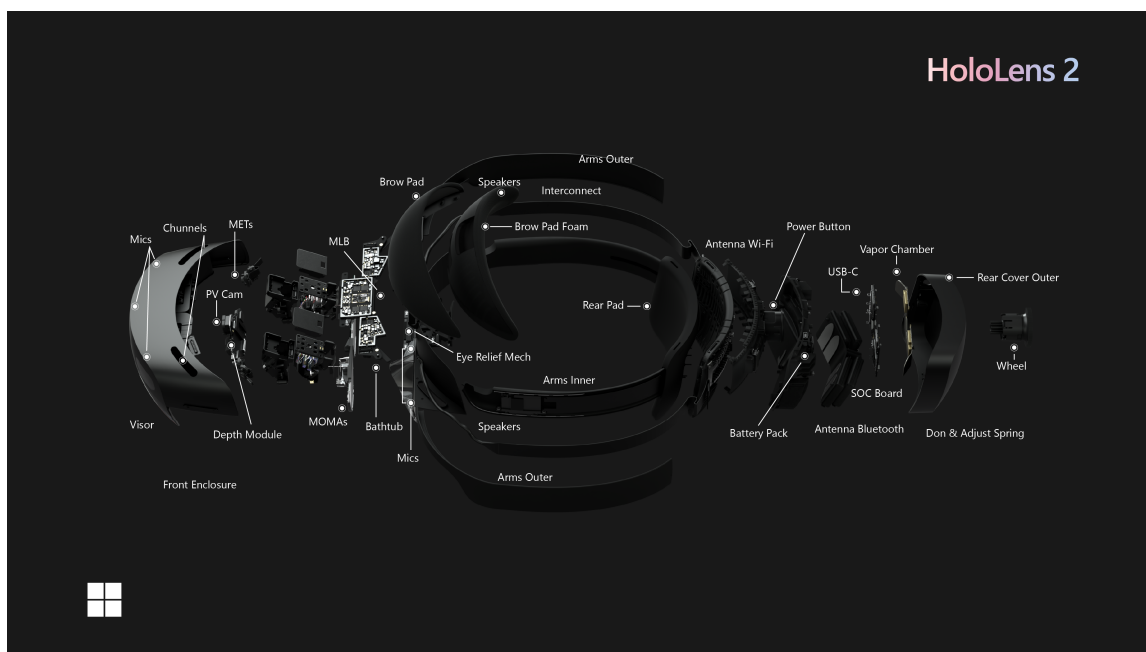 HoloLens 2
Arms Outer
Brow Pad
Speakers
Interconnect
Channels
METs
Mics
MLB
Brow Pad Foam
Power Button
Antenna Wi-Fi
Vapor Chamber
USB-C
Rear Cover Outer
PV Cam
Rear Pad
Eye Relief Mech
Wheel
Arms Inner
SOC Board
Visor
Depth Module
MOMAs
Bathtub
Speakers
Battery Pack
Antenna Bluetooth
Don & Adjust Spring
Mics
Arms Outer
Front Enclosure